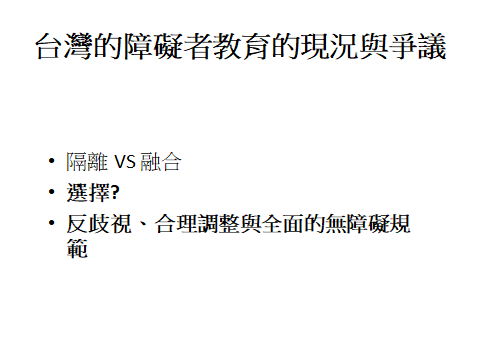 台灣的障礙者教育的現況與爭議
• 隔離 VS 融合
• 選擇?
• 反歧視、合理調整與全面的無障礙規
範